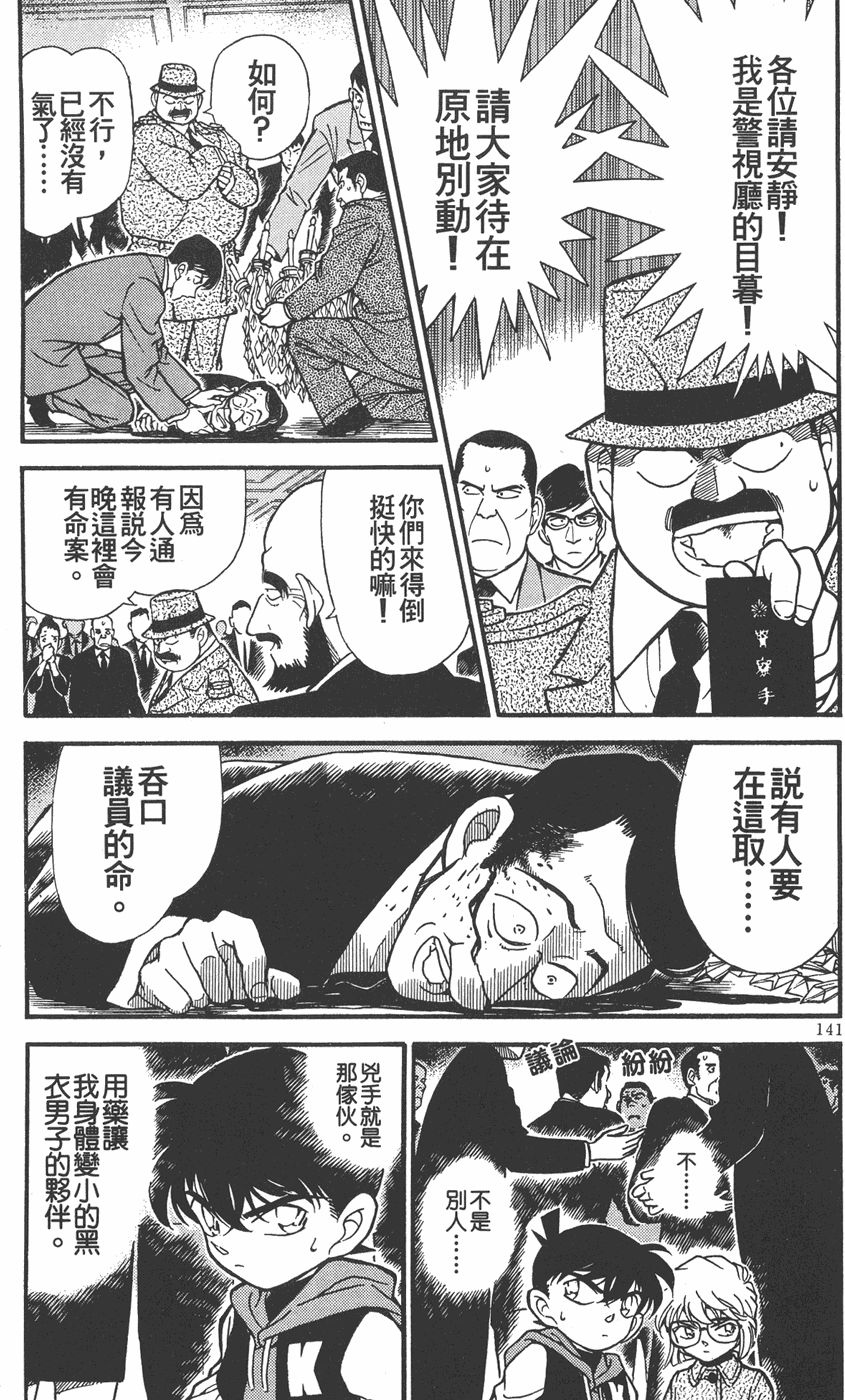 各位請安靜！
我是警視廳的目暮！
請大家待在
原地別動！
警察手
如何？
不行，
已經沒有
氣了……
你們來得倒
挺快的嘛！
因爲
有人通
報說今
晚這裡會
有命案。
説有人要
在這取……
呑口
議員的命。
141
議論
紛紛
不……
不是
別人……
兇手就是
那傢伙。
用藥讓
我身體變小的黑
衣男子的夥伴。
K